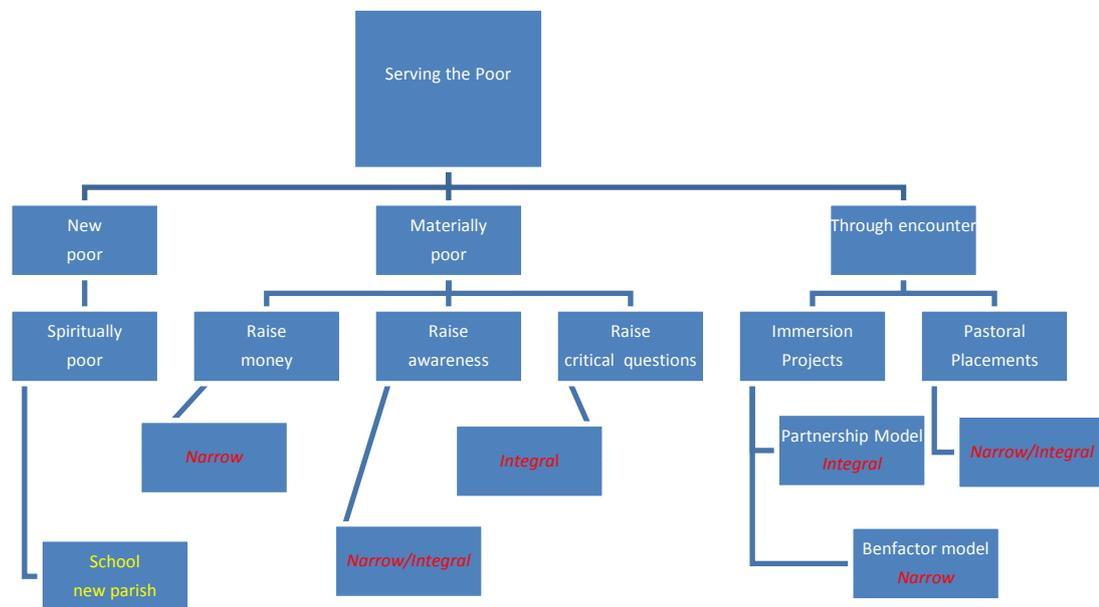 Serving the Poor
New
poor
Materially
poor
Through encounter
Spiritually
poor
Raise
money
Raise
awareness
Raise
critical questions
Immersion
Projects
Pastoral
Placements
Narrow
Integral
Partnership Model
Integral
Narrow/Integral
Narrow/Integral
Benfactor model
Narrow
School
new parish